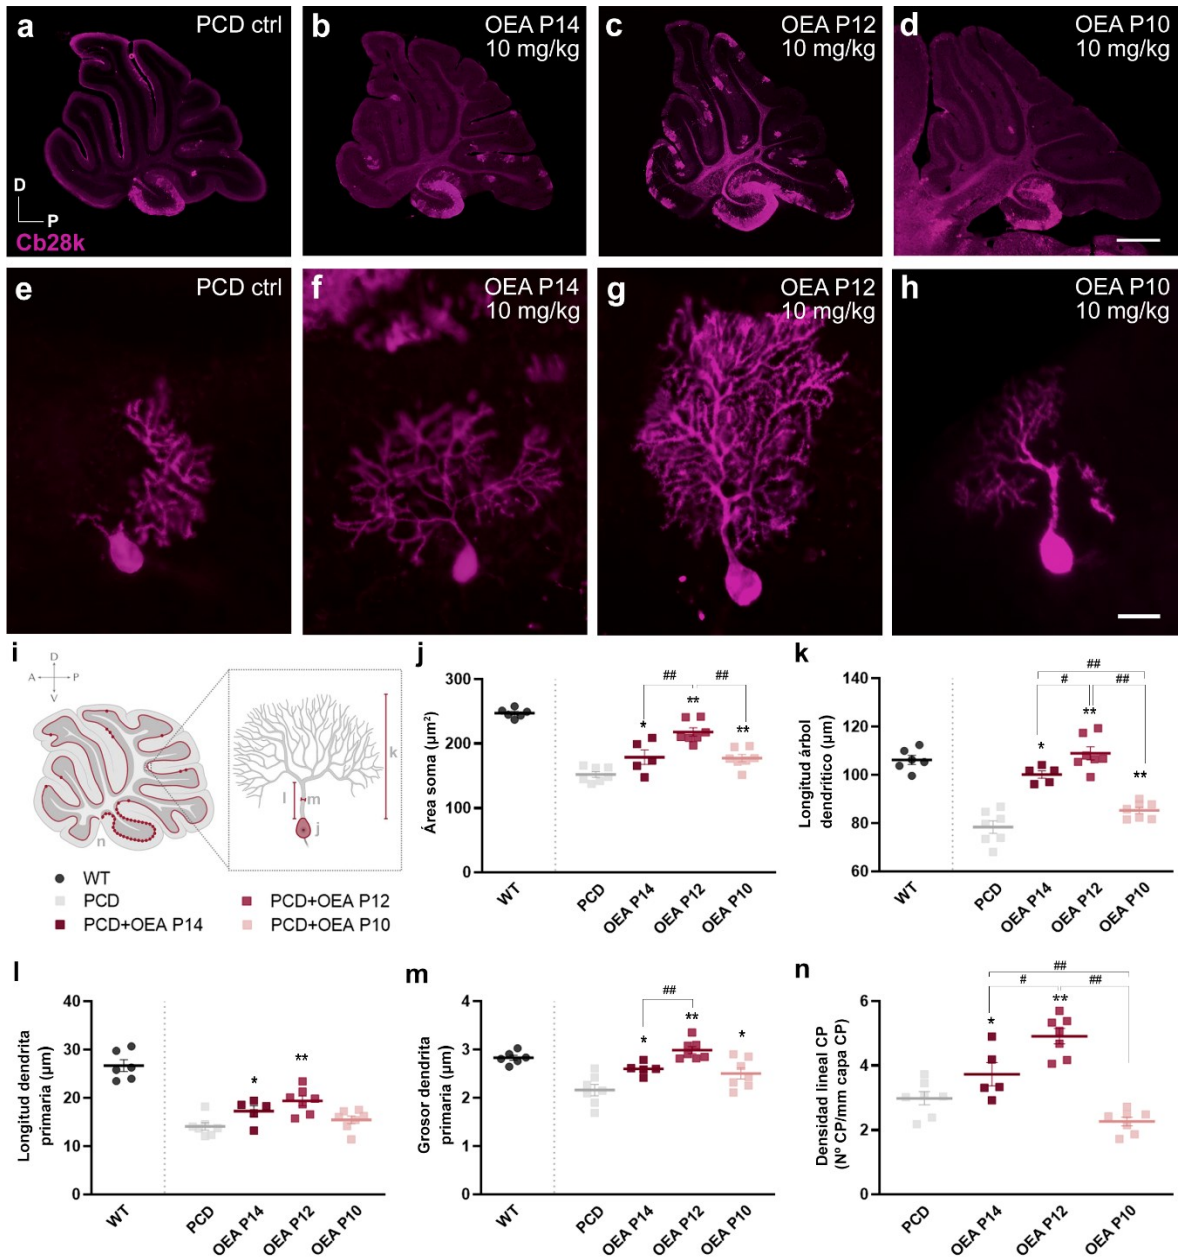 a PCD ctrl
b OEA P14
10 mg/kg
c OEA P12
10 mg/kg
d OEA P10
10 mg/kg
D
P
Cb28k
e PCD ctrl
f OEA P14
10 mg/kg
g OEA P12
10 mg/kg
h OEA P10
10 mg/kg
i
D
A P
V
n
k
l m
j
WT
PCD
PCD+OEA P14
PCD+OEA P12
PCD+OEA P10
j
Área soma (µm²)
300
200
100
0
## ##
* ** **
WT PCD OEA P14 OEA P12 OEA P10
k
Longitud árbol
dendrítico (µm)
140
120
100
80
60
##
# ##
* ** **
WT PCD OEA P14 OEA P12 OEA P10
l
Longitud dendrita
primaria (µm)
40
30
20
10
0
* **
WT PCD OEA P14 OEA P12 OEA P10
m
Grosor dendrita
primaria (µm)
4
3
2
1
0
##
* ** *
WT PCD OEA P14 OEA P12 OEA P10
n
Densidad lineal CP
(Nº CP/mm capa CP)
6
4
2
0
##
# ##
* **
PCD OEA P14 OEA P12 OEA P10